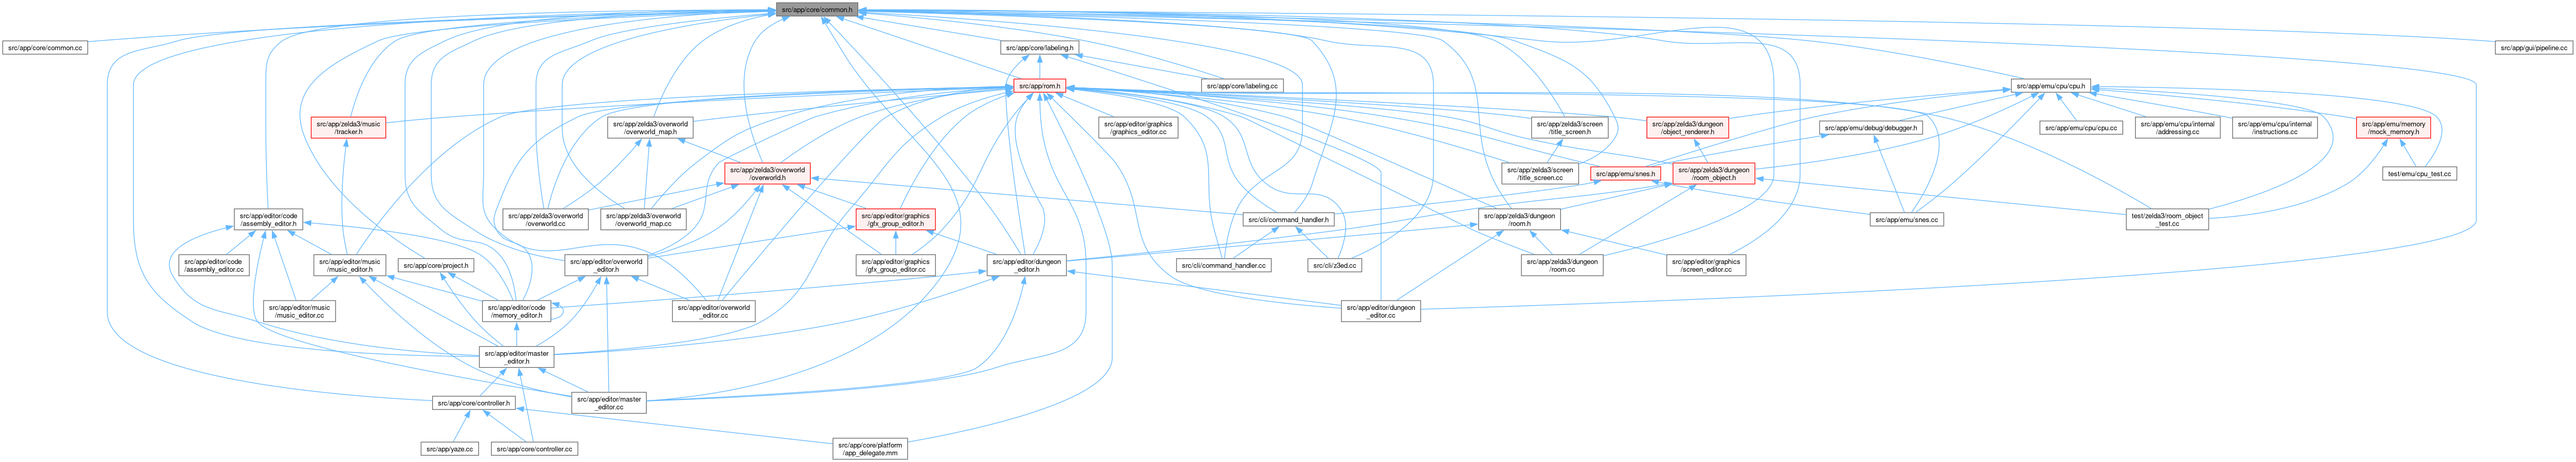 src/app/core/common.h
src/app/core/common.cc
src/app/core/labeling.h
src/app/gui/pipeline.cc
src/app/rom.h
src/app/core/labeling.cc
src/app/emu/cpu/cpu.h
src/app/zelda3/music
/tracker.h
src/app/zelda3/overworld
/overworld_map.h
src/app/editor/graphics
/graphics_editor.cc
src/app/zelda3/screen
/title_screen.h
src/app/zelda3/dungeon
/object_renderer.h
src/app/emu/debug/debugger.h
src/app/emu/cpu/cpu.cc
src/app/emu/cpu/internal
/addressing.cc
src/app/emu/cpu/internal
/instructions.cc
src/app/emu/memory
/mock_memory.h
src/app/zelda3/overworld
/overworld.h
src/app/zelda3/screen
/title_screen.cc
src/app/emu/snes.h
src/app/zelda3/dungeon
/room_object.h
test/emu/cpu_test.cc
src/app/editor/code
/assembly_editor.h
src/app/zelda3/overworld
/overworld.cc
src/app/zelda3/overworld
/overworld_map.cc
src/app/editor/graphics
/gfx_group_editor.h
src/cli/command_handler.h
src/app/zelda3/dungeon
/room.h
src/app/emu/snes.cc
test/zelda3/room_object
_test.cc
src/app/editor/code
/assembly_editor.cc
src/app/editor/music
/music_editor.h
src/app/core/project.h
src/app/editor/overworld
_editor.h
src/app/editor/graphics
/gfx_group_editor.cc
src/app/editor/dungeon
_editor.h
src/cli/command_handler.cc
src/cli/z3ed.cc
src/app/zelda3/dungeon
/room.cc
src/app/editor/graphics
/screen_editor.cc
src/app/editor/music
/music_editor.cc
src/app/editor/code
/memory_editor.h
src/app/editor/overworld
_editor.cc
src/app/editor/dungeon
_editor.cc
src/app/editor/master
_editor.h
src/app/core/controller.h
src/app/editor/master
_editor.cc
src/app/yaze.cc
src/app/core/controller.cc
src/app/core/platform
/app_delegate.mm